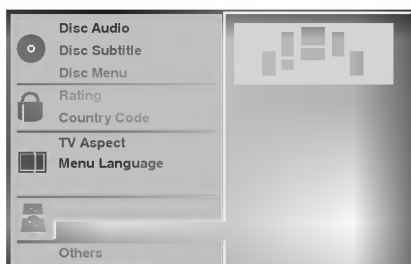 Disc Audio
Disc Subtitle
Disc Menu
Rating
Country Code
TV Aspect
Menu Language
Others